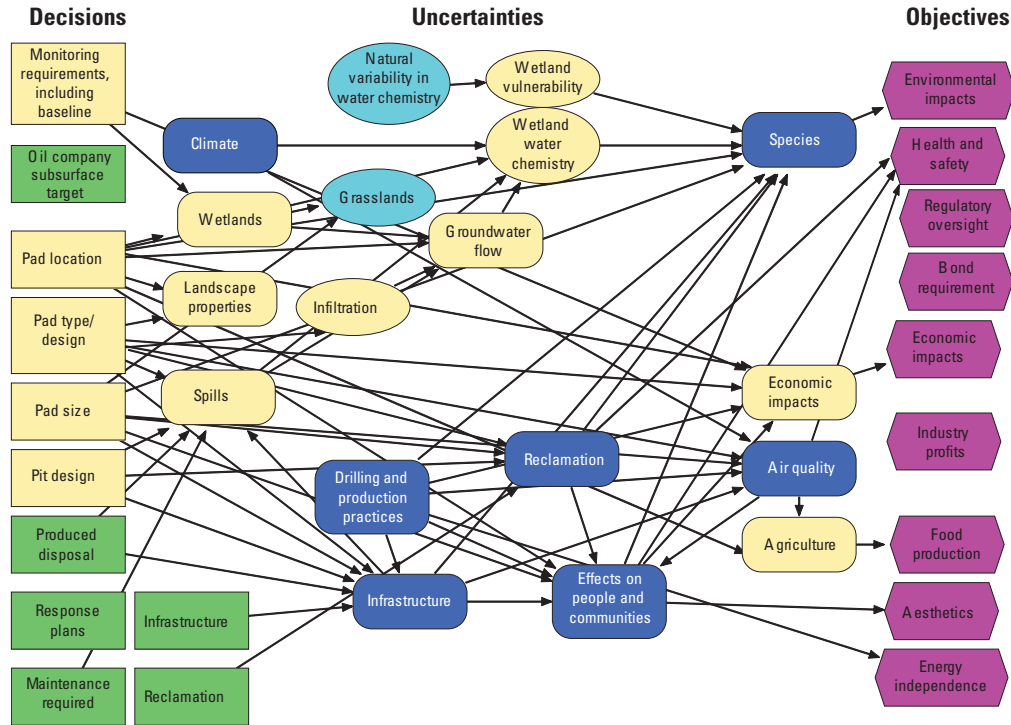 Decisions
Uncertainties
Objectives
Monitoring
requirements,
including
baseline
Oil company
subsurface
target
Pad location
Pad type/
design
Pad size
Pit design
Produced
disposal
Response
plans
Maintenance
required
Infrastructure
Reclamation
Natural
variability in
water chemistry
Wetland
vulnerability
Climate
Wetland
water
chemistry
Species
Wetlands
Grasslands
Groundwater
flow
Landscape
properties
Infiltration
Spills
Economic
impacts
Drilling and
production
practices
Reclamation
Air quality
Agriculture
Infrastructure
Effects on
people and
communities
Environmental
impacts
Health and
safety
Regulatory
oversight
Bond
requirement
Economic
impacts
Industry
profits
Food
production
Aesthetics
Energy
independence